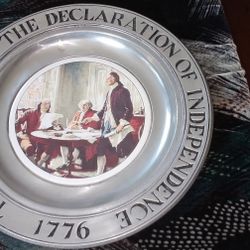 THE DECLARATION OF INDEPENDENCE
1776